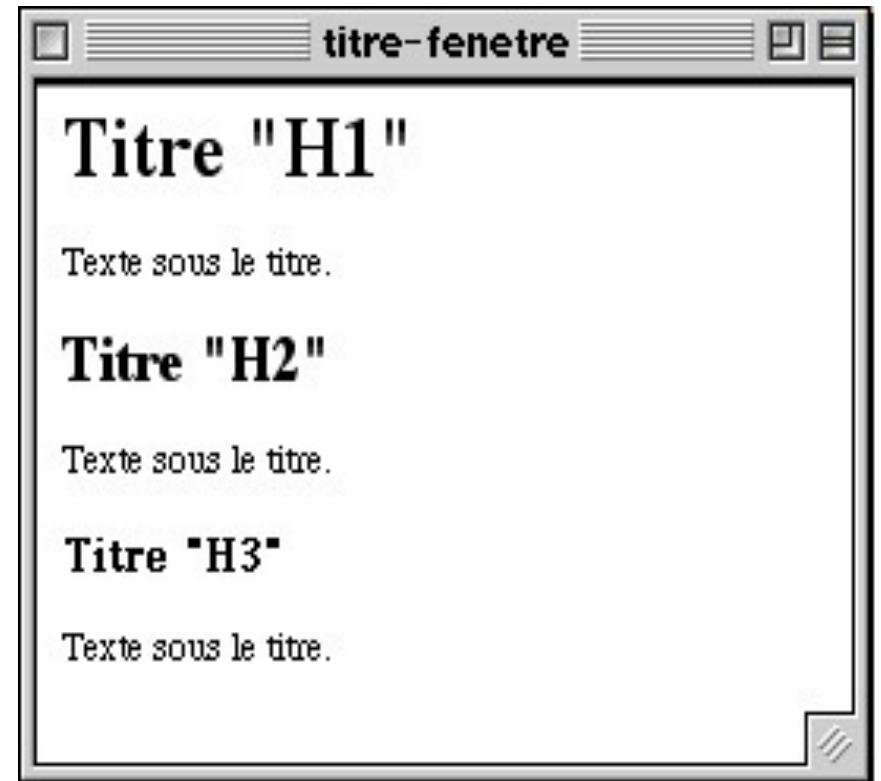 titre-fenetre
Titre "H1"
Texte sous le titre.
Titre "H2"
Texte sous le titre.
Titre "H3"
Texte sous le titre.